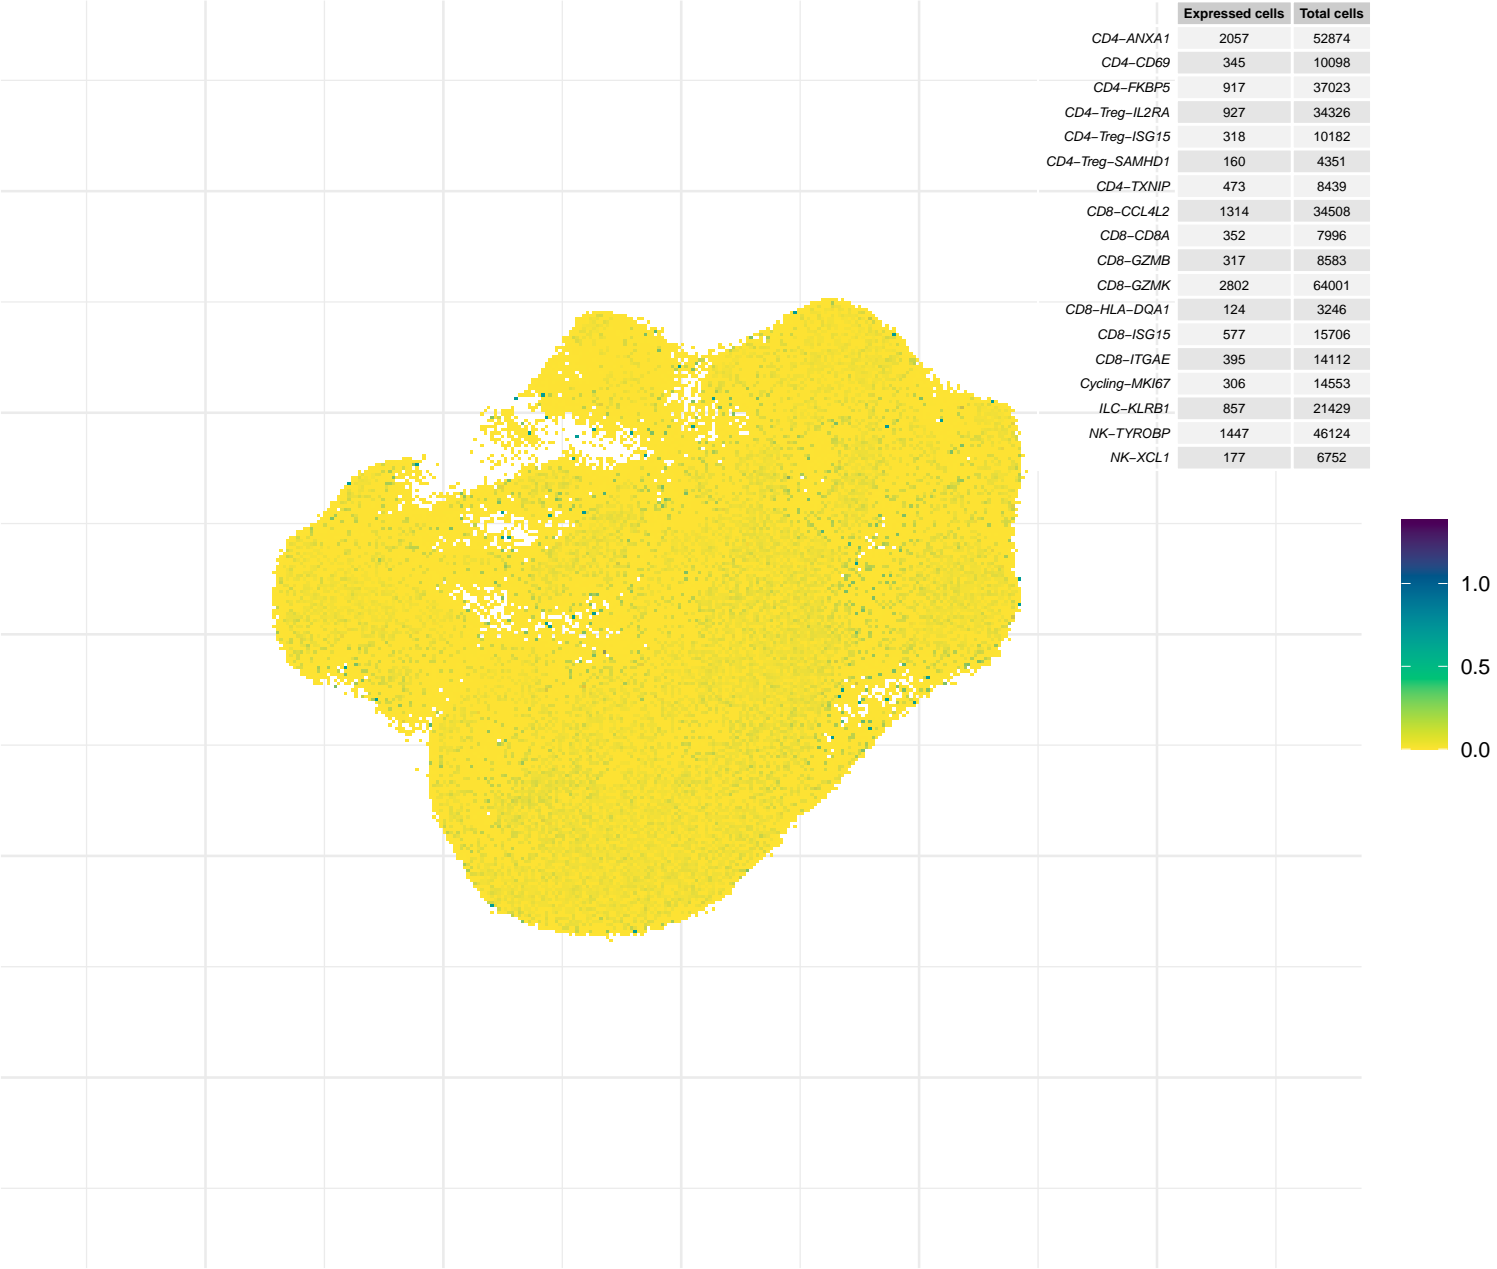 Expressed cells Total cells
CD4−ANXA1 2057 52874
CD4−CD69 345 10098
CD4−FKBP5 917 37023
CD4−Treg−IL2RA 927 34326
CD4−Treg−ISG15 318 10182
CD4−Treg−SAMHD1 160 4351
CD4−TXNIP 473 8439
CD8−CCL4L2 1314 34508
CD8−CD8A 352 7996
CD8−GZMB 317 8583
CD8−GZMK 2802 64001
CD8−HLA−DQA1 124 3246
CD8−ISG15 577 15706
CD8−ITGAE 395 14112
Cycling−MKI67 306 14553
ILC−KLRB1 857 21429
NK−TYROBP 1447 46124
NK−XCL1 177 6752
1.0
0.5
0.0